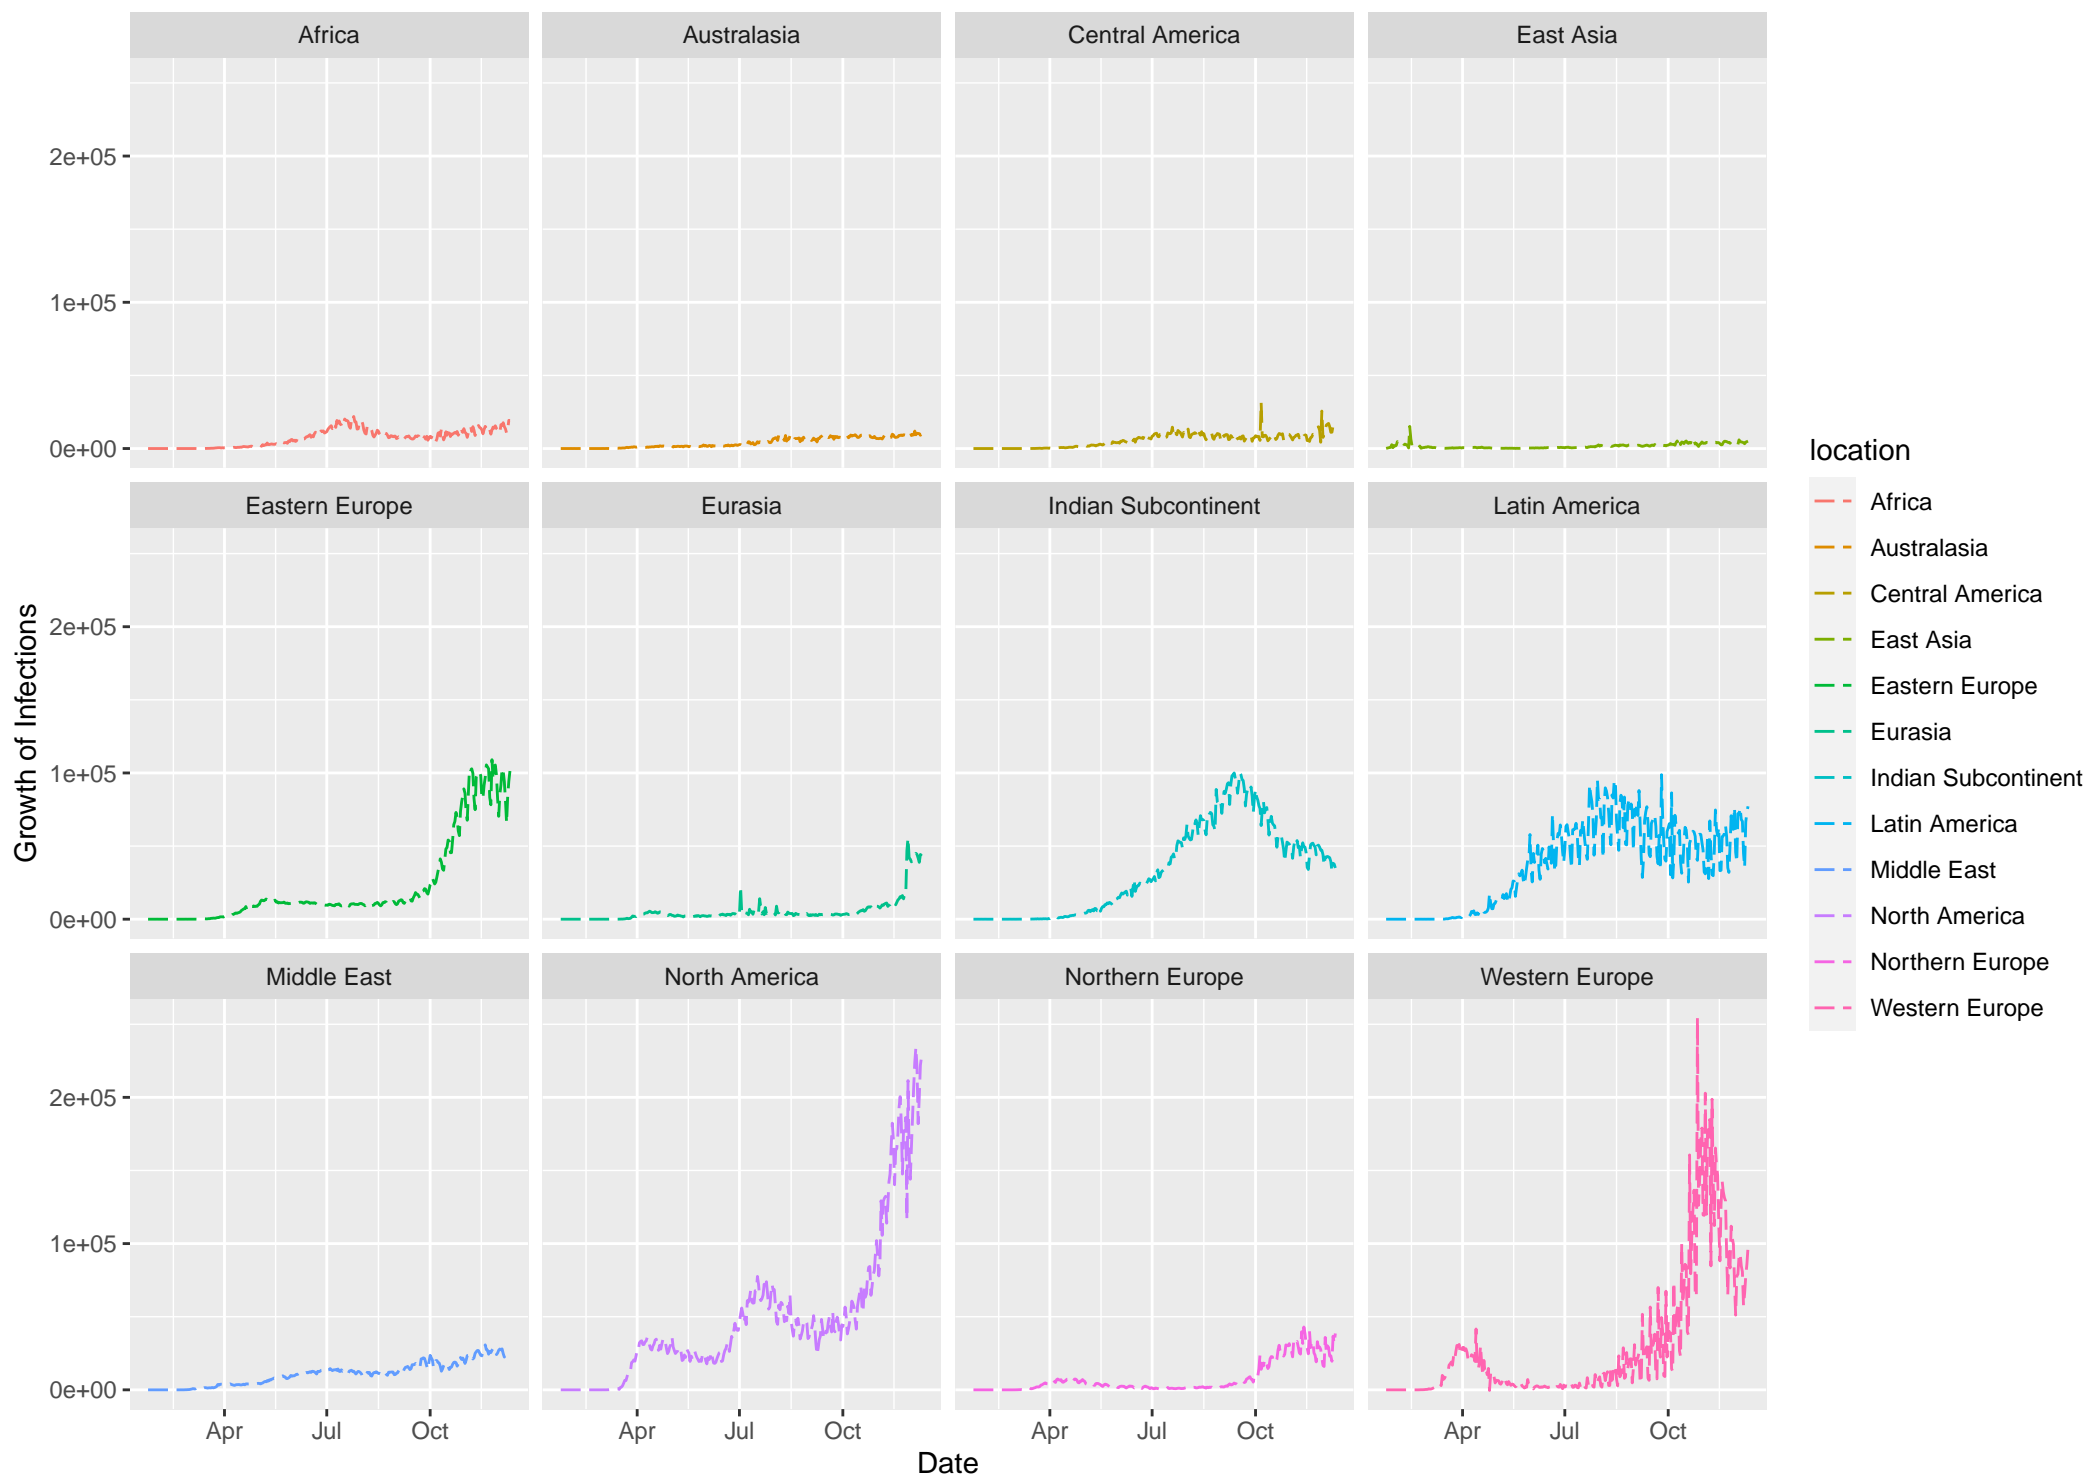 Africa
Australasia
Central America
East Asia
2e+05
1e+05
0e+00
Eastern Europe
Eurasia
Indian Subcontinent
Latin America
2e+05
1e+05
0e+00
Middle East
North America
Northern Europe
Western Europe
2e+05
1e+05
0e+00
Apr Jul Oct
Apr Jul Oct
Apr Jul Oct
Apr Jul Oct
Date
Growth of Infections
location
Africa
Australasia
Central America
East Asia
Eastern Europe
Eurasia
Indian Subcontinent
Latin America
Middle East
North America
Northern Europe
Western Europe